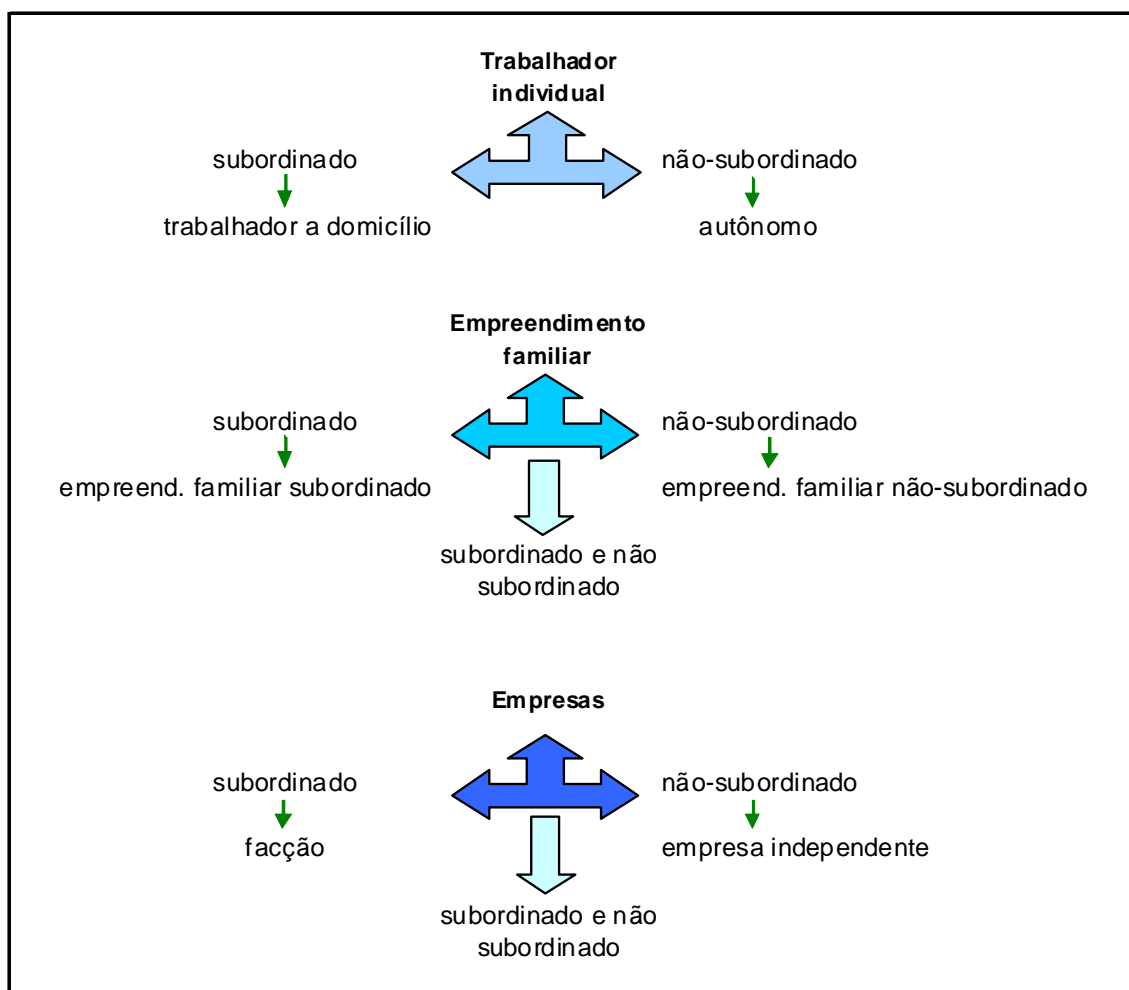 Trabalhador
individual
subordinado
não-subordinado
trabalhador a domicílio
autônomo
Empreendimento
familiar
subordinado
não-subordinado
empreend. familiar subordinado
empreend. familiar não-subordinado
subordinado e não
subordinado
Empresas
subordinado
não-subordinado
facção
empresa independente
subordinado e não
subordinado